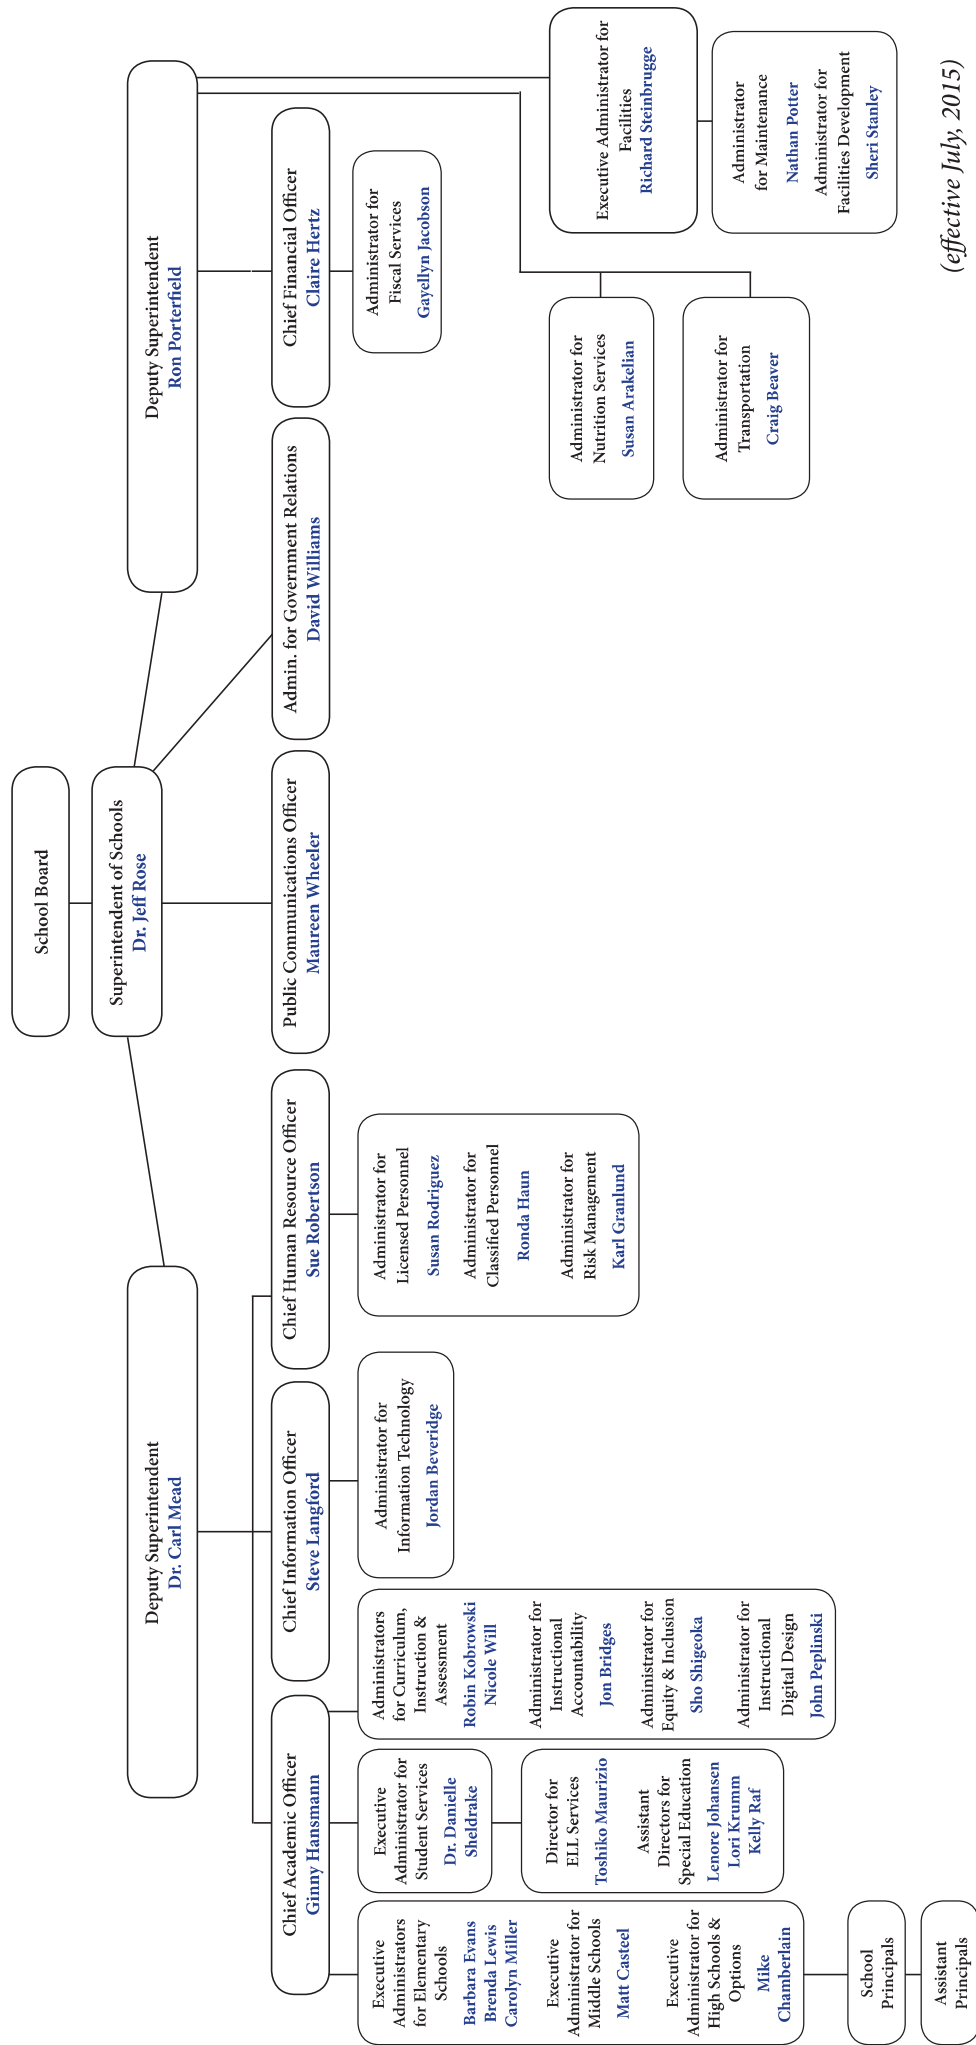 School Board
Superintendent of Schools
Dr. Jeff Rose
Deputy Superintendent
Dr. Carl Mead
Deputy Superintendent
Ron Porterfield
Chief Academic Officer
Ginny Hansmann
Chief Information Officer
Steve Langford
Chief Human Resource Officer
Sue Robertson
Public Communications Officer
Maureen Wheeler
Admin. for Government Relations
David Williams
Chief Financial Officer
Claire Hertz
Executive
Administrators
for Elementary
Schools
Barbara Evans
Brenda Lewis
Carolyn Miller
Executive
Administrator for
Middle Schools
Matt Casteel
Executive
Administrator for
High Schools &
Options
Mike
Chamberlain
School
Principals
Assistant
Principals
Executive
Administrator for
Student Services
Dr. Danielle
Sheldrake
Director for
ELL Services
Toshiko Maurizio
Assistant
Directors for
Special Education
Lenore Johansen
Lori Krumm
Kelly Raf
Administrators
for Curriculum,
Instruction &
Assessment
Robin Kobrowski
Nicole Will
Administrator for
Instructional
Accountability
Jon Bridges
Administrator for
Equity & Inclusion
Sho Shigeoka
Administrator for
Instructional
Digital Design
John Peplinski
Administrator for
Information Technology
Jordan Beveridge
Administrator for
Licensed Personnel
Susan Rodriguez
Administrator for
Classified Personnel
Ronda Haun
Administrator for
Risk Management
Karl Granlund
Administrator for
Fiscal Services
Gayellyn Jacobson
Administrator for
Nutrition Services
Susan Arakelian
Administrator for
Transportation
Craig Beaver
Executive Administrator for
Facilities
Richard Steinbrugge
Administrator
for Maintenance
Nathan Potter
Administrator for
Facilities Development
Sheri Stanley
(effective July, 2015)